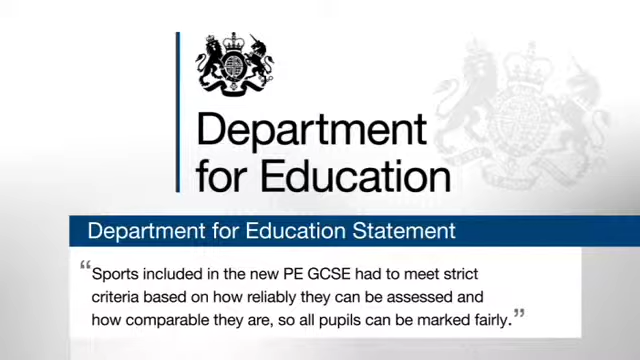 Department
for Education
Department for Education Statement
“Sports included in the new PE GCSE had to meet strict
criteria based on how reliably they can be assessed and
how comparable they are, so all pupils can be marked fairly.”